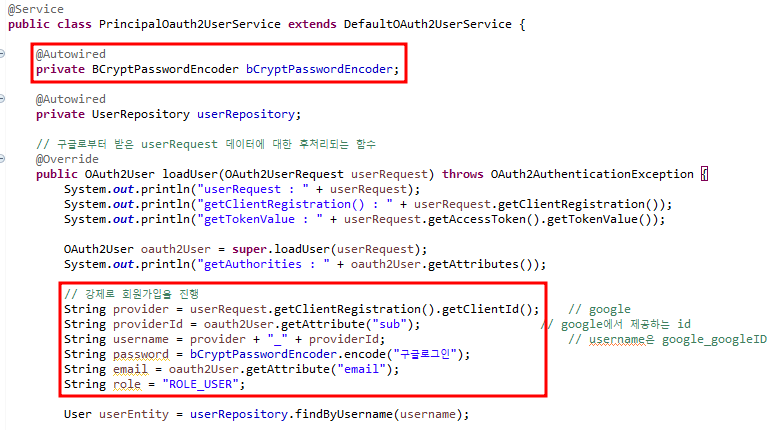 @Service
public class PrincipalOauth2UserService extends DefaultOAuth2UserService {
@Autowired
private BCryptPasswordEncoder bCryptPasswordEncoder;
@Autowired
private UserRepository userRepository;
// 구글로부터 받은 userRequest 데이터에 대한 후처리되는 함수
@Override
public OAuth2User loadUser(OAuth2UserRequest userRequest) throws OAuth2AuthenticationException {
System.out.println("userRequest : " + userRequest);
System.out.println("getClientRegistration() : " + userRequest.getClientRegistration());
System.out.println("getTokenValue : " + userRequest.getAccessToken().getTokenValue());
OAuth2User oauth2User = super.loadUser(userRequest);
System.out.println("getAuthorities : " + oauth2User.getAttributes());
// 강제로 회원가입을 진행
String provider = userRequest.getClientRegistration().getClientId(); // google
String providerId = oauth2User.getAttribute("sub"); // google에서 제공하는 id
String username = provider + "_" + providerId; // username은 google_googleID
String password = bCryptPasswordEncoder.encode("구글로그인");
String email = oauth2User.getAttribute("email");
String role = "ROLE_USER";
User userEntity = userRepository.findByUsername(username);